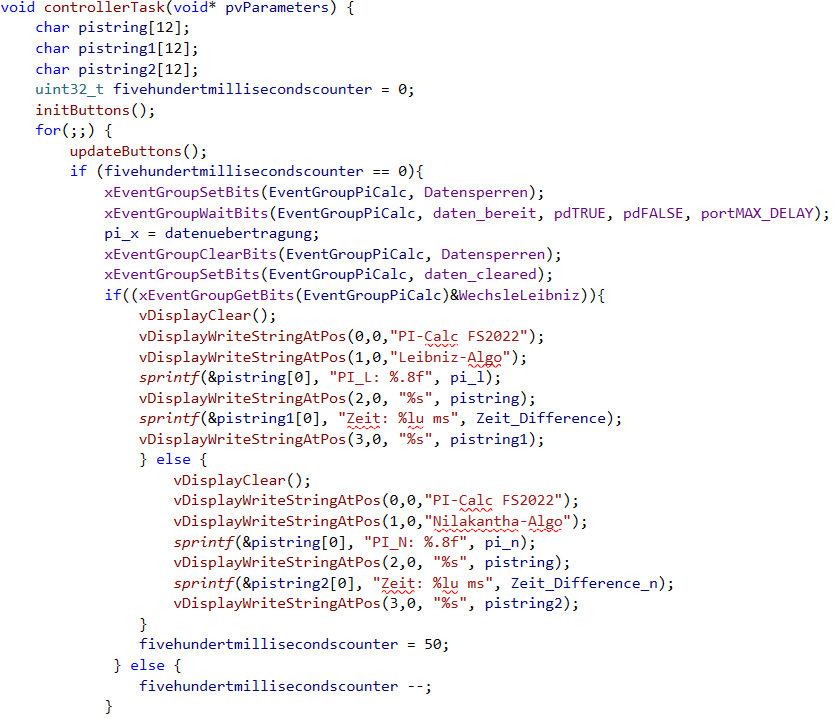 void controllerTask(void* pvParameters) {
    char pistring[12];
    char pistring1[12];
    char pistring2[12];
    uint32_t fivehundertmillisecondscounter = 0;
    initButtons();
    for(;;) {
        updateButtons();
        if (fivehundertmillisecondscounter == 0){
            xEventGroupSetBits(EventGroupPiCalc, Datensperren);
            xEventGroupWaitBits(EventGroupPiCalc, daten_bereit, pdTRUE, pdFALSE, portMAX_DELAY);
            pi_x = datenuebertragung;
            xEventGroupClearBits(EventGroupPiCalc, Datensperren);
            xEventGroupSetBits(EventGroupPiCalc, daten_cleared);
            if((xEventGroupGetBits(EventGroupPiCalc)&WechsleLeibniz)){
                vDisplayClear();
                vDisplayWriteStringAtPos(0,0,"PI-Calc FS2022");
                vDisplayWriteStringAtPos(1,0,"Leibniz-Algo");
                sprintf(&pistring[0], "PI_L: %.8f", pi_l);
                vDisplayWriteStringAtPos(2,0, "%s", pistring);
                sprintf(&pistring1[0], "Zeit: %lu ms", Zeit_Difference);
                vDisplayWriteStringAtPos(3,0, "%s", pistring1);
                } else {
                    vDisplayClear();
                    vDisplayWriteStringAtPos(0,0,"PI-Calc FS2022");
                    vDisplayWriteStringAtPos(1,0,"Nilakantha-Algo");
                    sprintf(&pistring[0], "PI_N: %.8f", pi_n);
                    vDisplayWriteStringAtPos(2,0, "%s", pistring);
                    sprintf(&pistring2[0], "Zeit: %lu ms", Zeit_Difference_n);
                    vDisplayWriteStringAtPos(3,0, "%s", pistring2);
                }
                fivehundertmillisecondscounter = 50;
             } else {
                fivehundertmillisecondscounter --;
            }